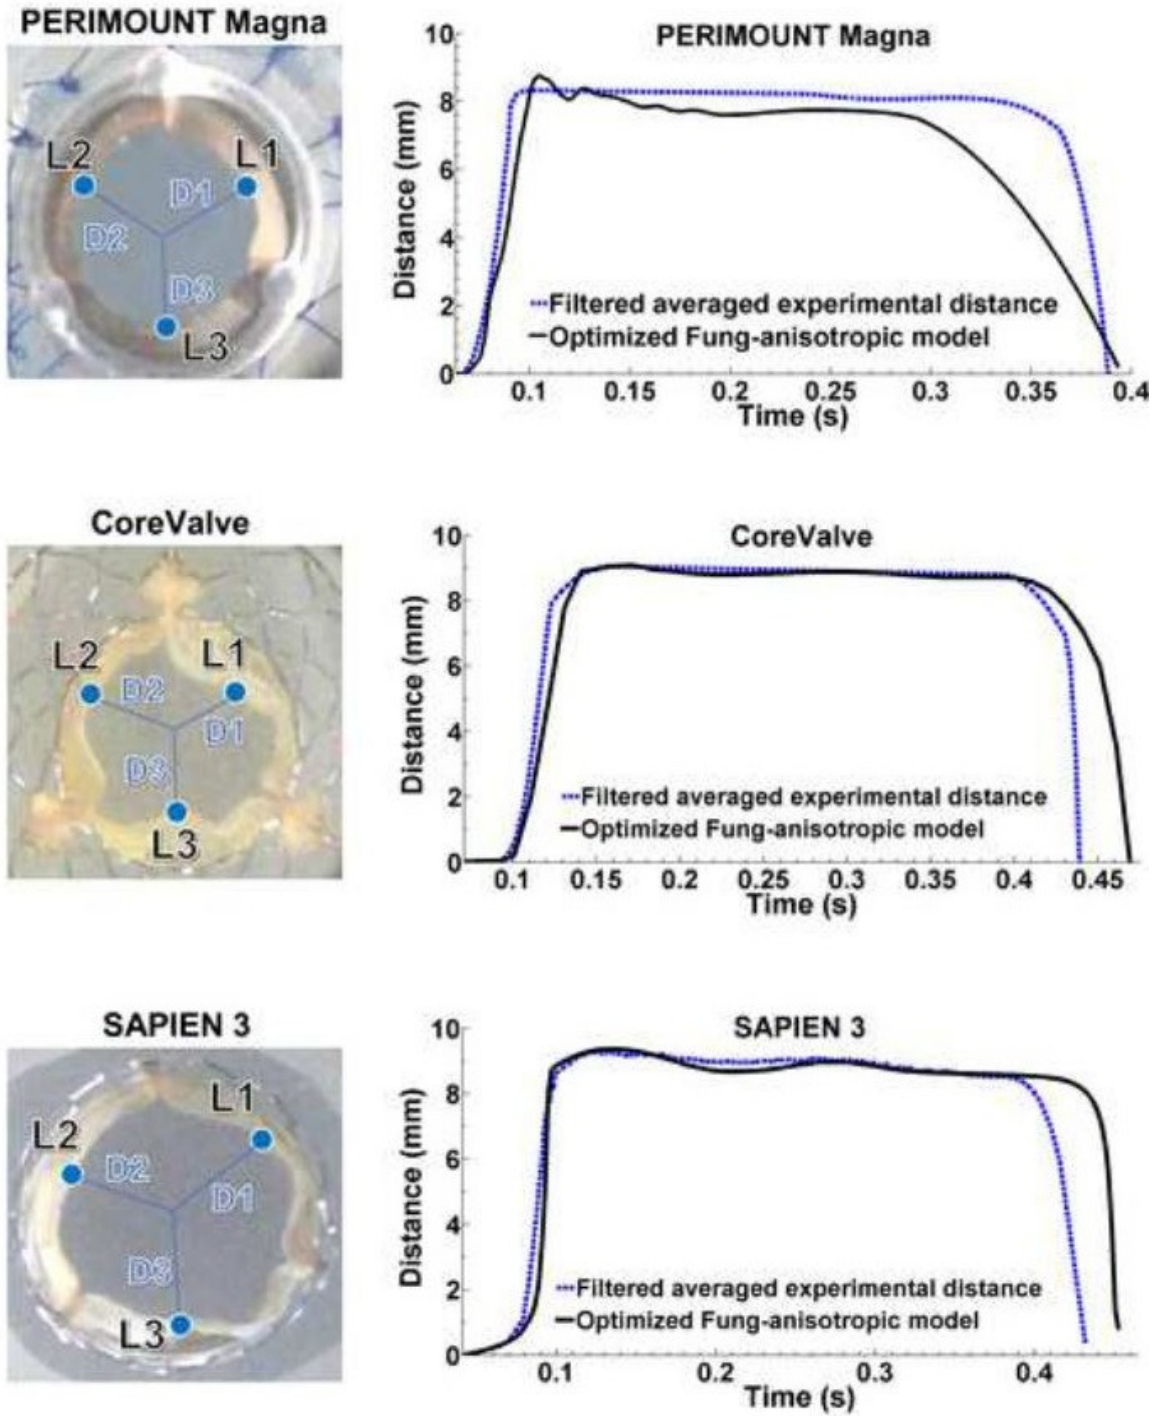 PERIMOUNT Magna
L2
L1
D1
D2
D3
L3
PERIMOUNT Magna
Distance (mm)
10
8
6
4
2
0
Filtered averaged experimental distance
Optimized Fung-anisotropic model
0.1 0.15 0.2 0.25 0.3 0.35 0.4
Time (s)
CoreValve
L2
L1
D2
D1
D3
L3
CoreValve
Distance (mm)
10
8
6
4
2
0
Filtered averaged experimental distance
Optimized Fung-anisotropic model
0.1 0.15 0.2 0.25 0.3 0.35 0.4 0.45
Time (s)
SAPIEN 3
L1
L2
D2
D1
D3
L3
SAPIEN 3
Distance (mm)
10
8
6
4
2
0
Filtered averaged experimental distance
Optimized Fung-anisotropic model
0.1 0.2 0.3 0.4
Time (s)